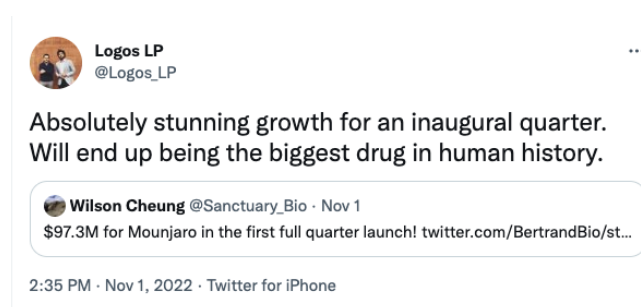 Logos LP
@Logos_LP
Absolutely stunning growth for an inaugural quarter.
Will end up being the biggest drug in human history.
Wilson Cheung @Sanctuary_Bio · Nov 1
$97.3M for Mounjaro in the first full quarter launch! twitter.com/BertrandBio/st...
2:35 PM · Nov 1, 2022 · Twitter for iPhone